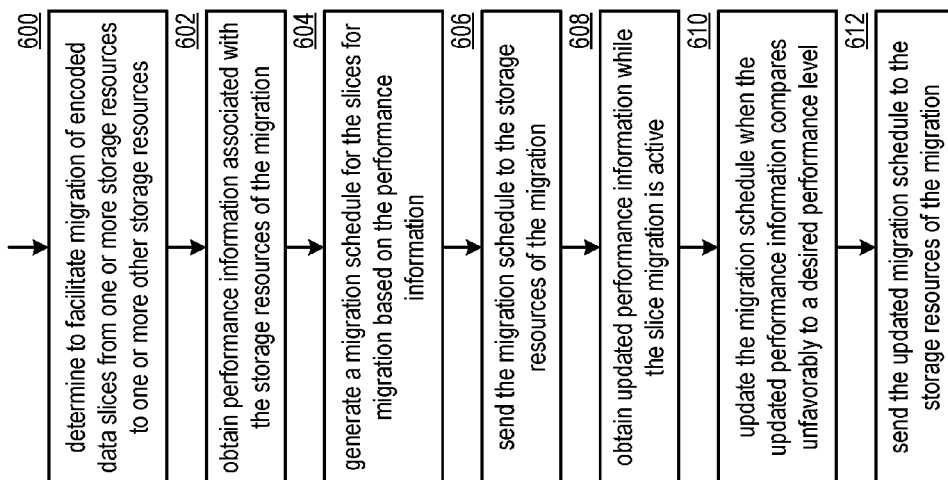 600
determine to facilitate migration of encoded
data slices from one or more storage resources
to one or more other storage resources
602
obtain performance information associated with
the storage resources of the migration
604
generate a migration schedule for the slices for
migration based on the performance
information
606
send the migration schedule to the storage
resources of the migration
608
obtain updated performance information while
the slice migration is active
610
update the migration schedule when the
updated performance information compares
unfavorably to a desired performance level
612
send the updated migration schedule to the
storage resources of the migration